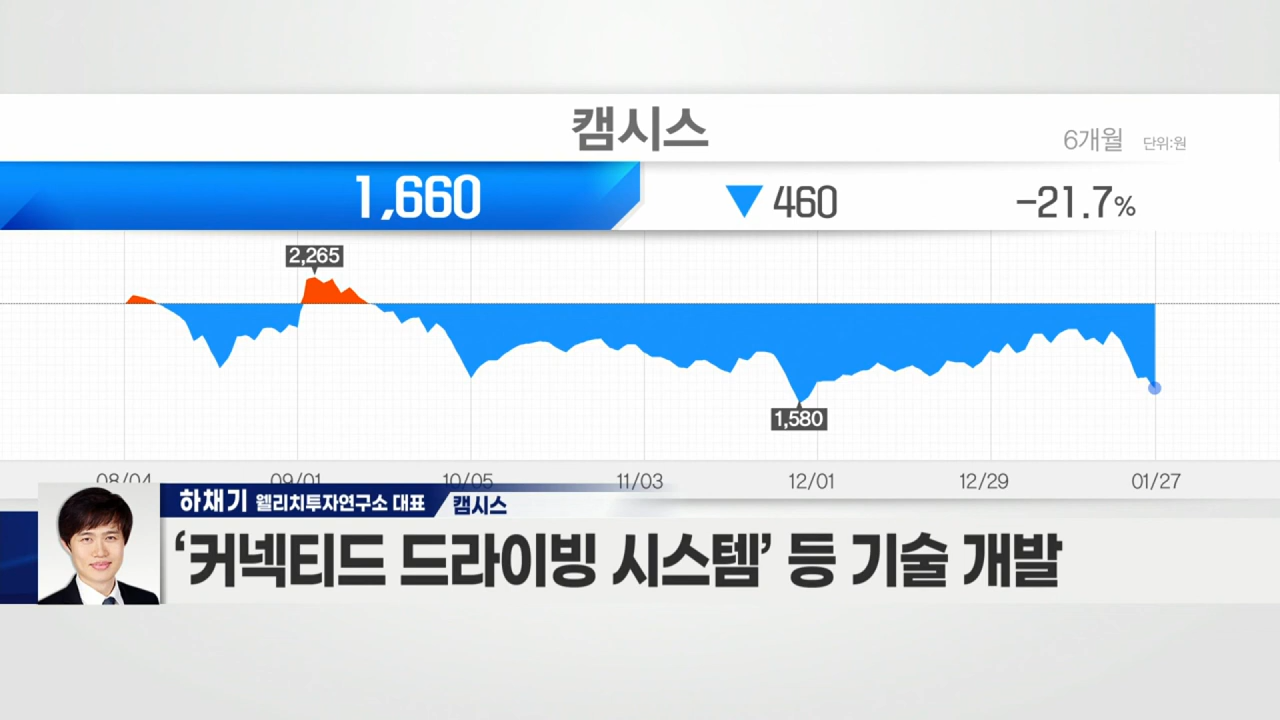 캠시스
6개월 단위:원
1,660 ▼460 -21.7%
2,265
1,580
08/04 09/01 10/05 11/03 12/01 12/29 01/27
하채기 웰리치투자연구소 대표 캠시스
‘커넥티드 드라이빙 시스템’ 등 기술 개발